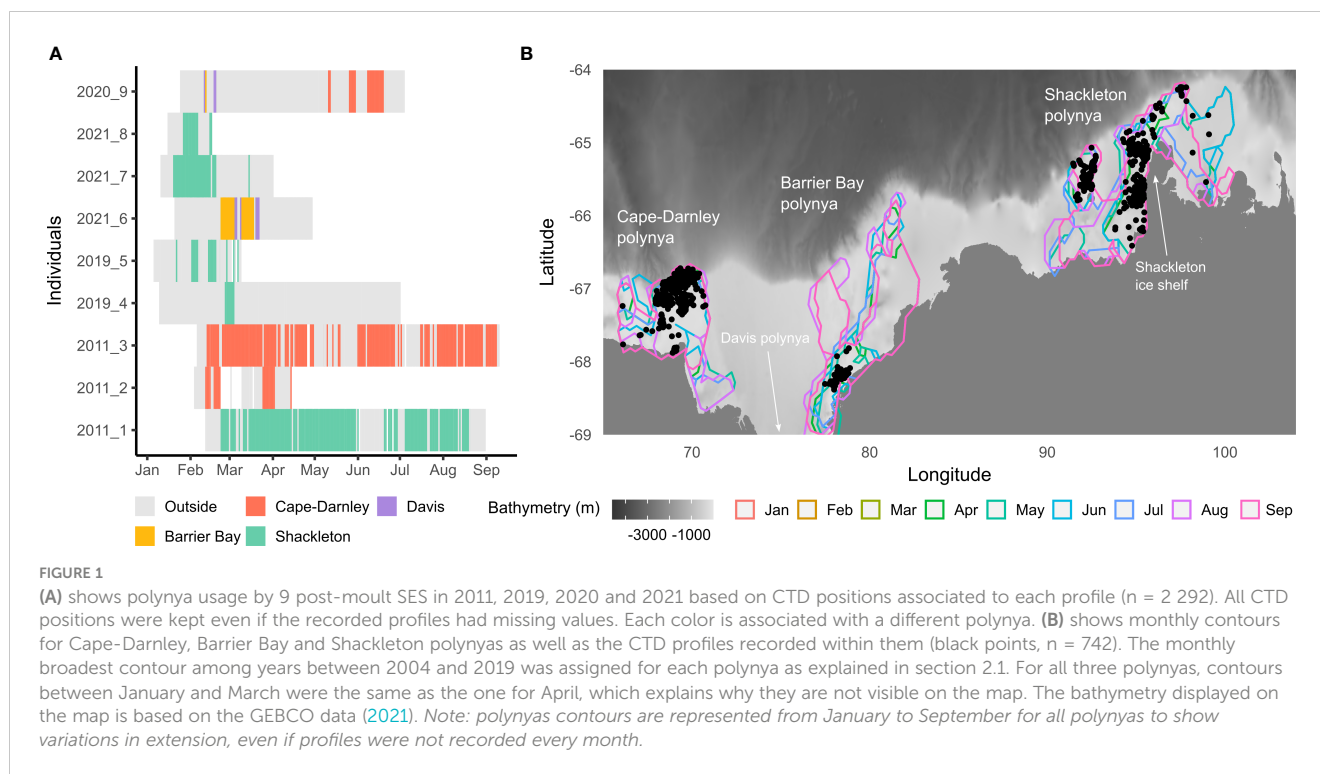 A
2020_9
2021_8
2021_7
2021_6
2019_5
2019_4
2011_3
2011_2
2011_1
Individuals
Jan Feb Mar Apr May Jun Jul Aug Sep
Outside Cape-Darnley Davis
Barrier Bay Shackleton
B
-64
-65
-66
-67
-68
-69
Latitude
Shackleton
polynya
Barrier Bay
polynya
Cape-Darnley
polynya
Shackleton
ice shelf
Davis polynya
70 80 90 100
Longitude
Bathymetry (m)
-3000 -1000
Jan Feb Mar Apr May Jun Jul Aug Sep
FIGURE 1
(A) shows polynya usage by 9 post-moult SES in 2011, 2019, 2020 and 2021 based on CTD positions associated to each profile (n = 2 292). All CTD
positions were kept even if the recorded profiles had missing values. Each color is associated with a different polynya. (B) shows monthly contours
for Cape-Darnley, Barrier Bay and Shackleton polynyas as well as the CTD profiles recorded within them (black points, n = 742). The monthly
broadest contour among years between 2004 and 2019 was assigned for each polynya as explained in section 2.1. For all three polynyas, contours
between January and March were the same as the one for April, which explains why they are not visible on the map. The bathymetry displayed on
the map is based on the GEBCO data (2021). Note: polynyas contours are represented from January to September for all polynyas to show
variations in extension, even if profiles were not recorded every month.